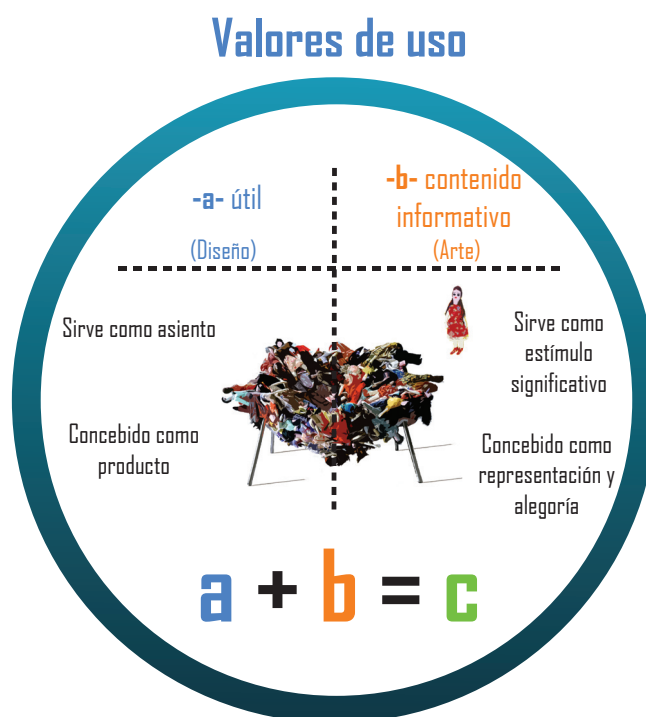 Valores de uso
-a- útil
(Diseño)
-b- contenido
informativo
(Arte)
Sirve como asiento
Concebido como
producto
Sirve como
estímulo
significativo
Concebido como
representación y
alegoría
a + b = c